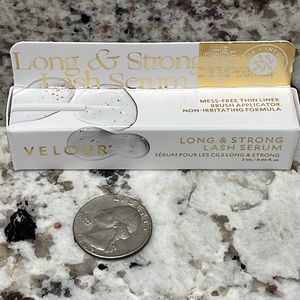 Long & Strong
Lash Serum
MESS-FREE THIN LINER
BRUSH APPLICATOR
NON-IRRITATING FORMULA
VELOUR
LONG & STRONG
LASH SERUM
SÉRUM POUR LES CILS LONG & STRONG